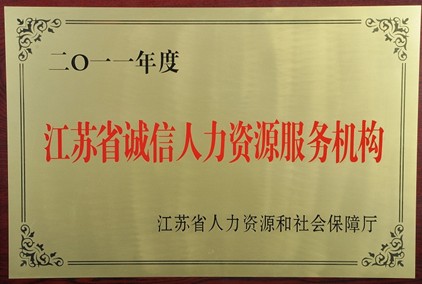 二〇一一年度
江苏省诚信人力资源服务机构
江苏省人力资源和社会保障厅